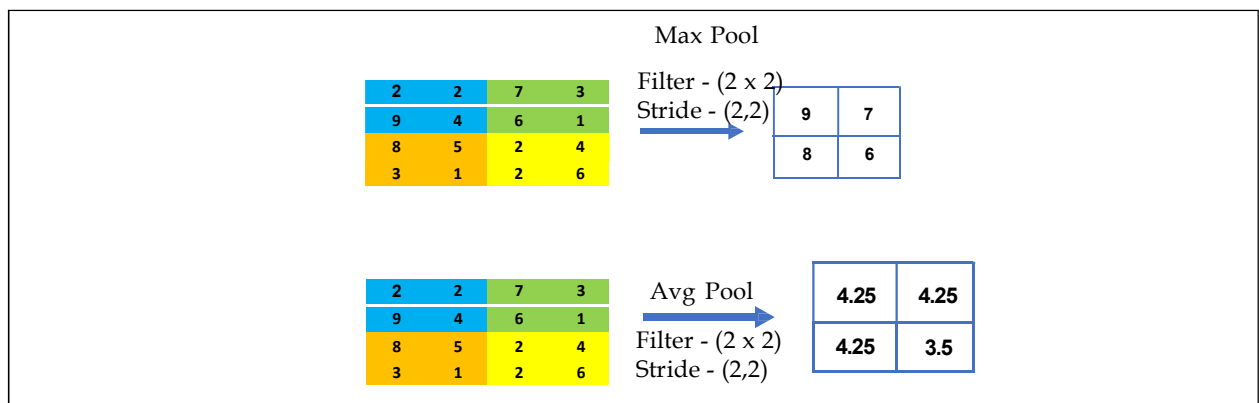 Max Pool
2 2 7 3
9 4 6 1
8 5 2 4
3 1 2 6
Filter - (2 x 2)
Stride - (2,2)
9 7
8 6
2 2 7 3
9 4 6 1
8 5 2 4
3 1 2 6
Avg Pool
Filter - (2 x 2)
Stride - (2,2)
4.25 4.25
4.25 3.5